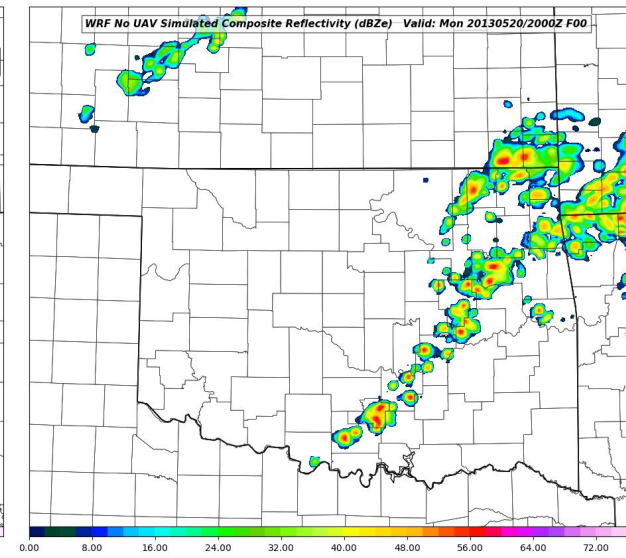 WRF No UAV Simulated Composite Reflectivity (dBZe) Valid: Mon 20130520/2000Z F00
0.00 8.00 16.00 24.00 32.00 40.00 48.00 56.00 64.00 72.00